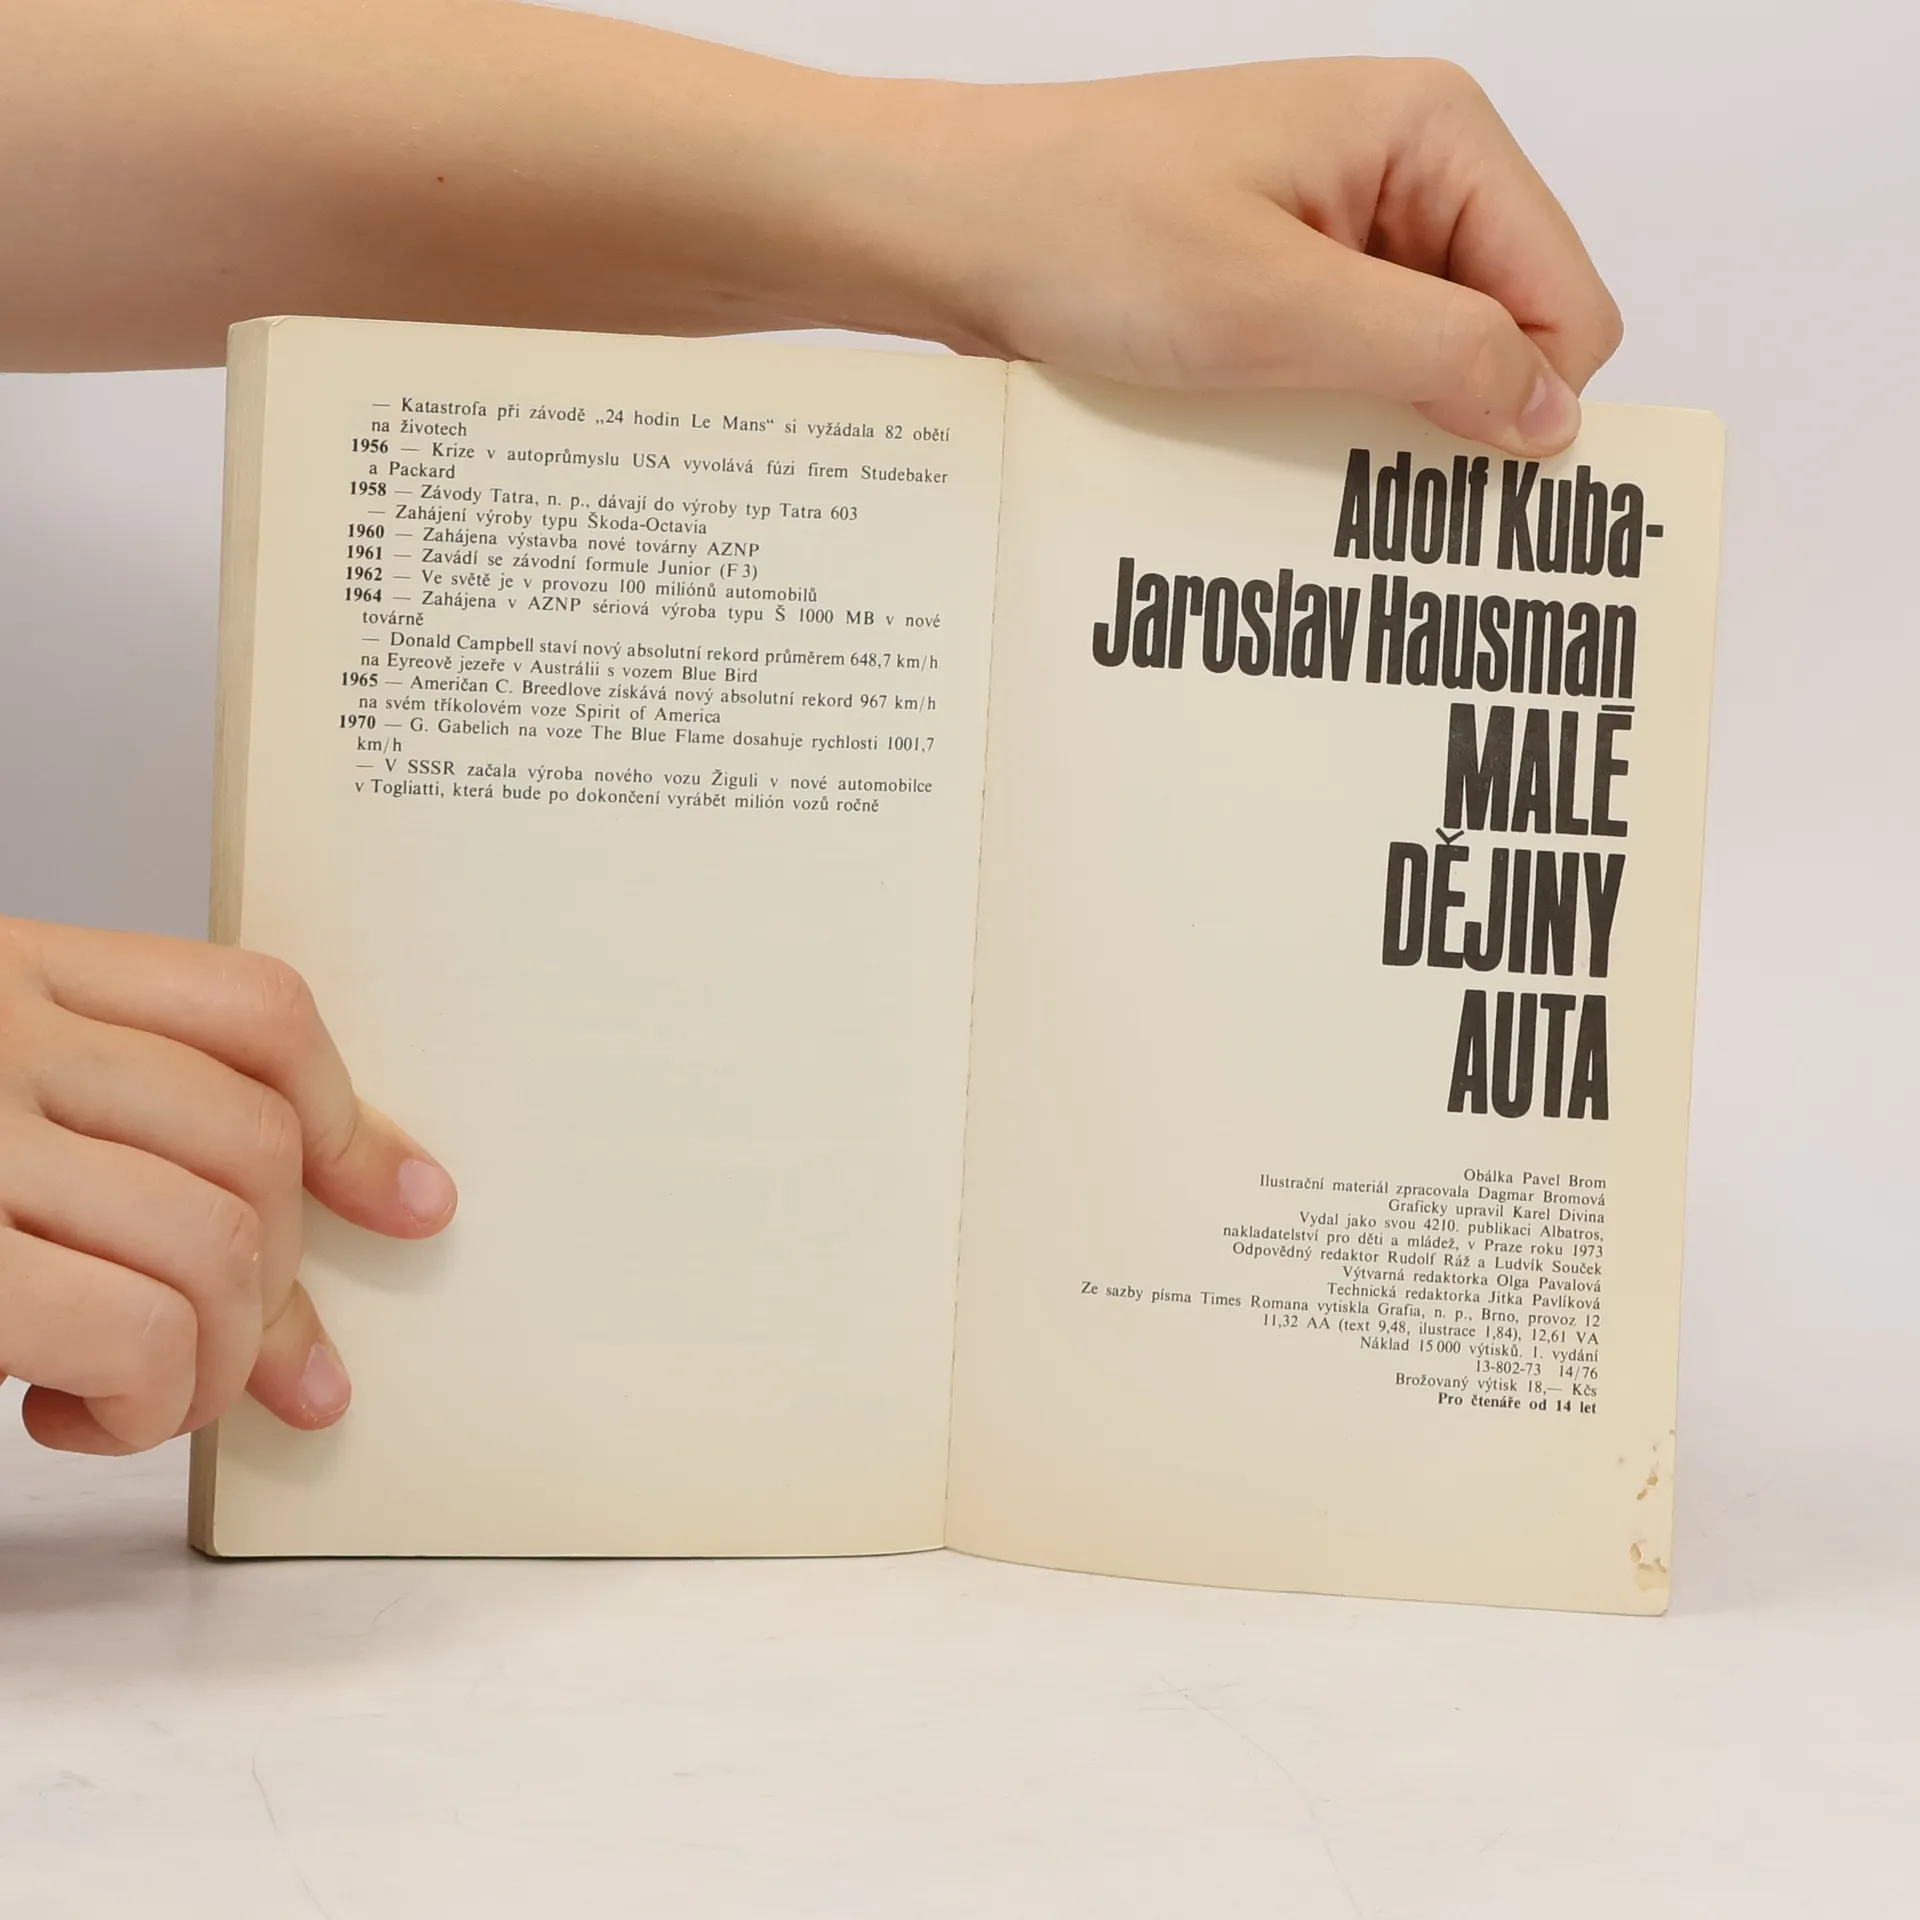 — Katastrofa při závodě „24 hodin Le Mans“ si vyžádala 82 obětí
na životech
1956 — Krize v autoprůmyslu USA vyvolává fúzi firem Studebaker
a Packard
1958 — Závody Tatra, n. p., dávají do výroby typ Tatra 603
— Zahájení výroby typu Škoda-Octavia
1960 — Zahájena výstavba nové továrny AZNP
1961 — Zavádí se závodní formule Junior (F 3)
1962 — Ve světě je v provozu 100 miliónů automobilů
1964 — Zahájena v AZNP sériová výroba typu Š 1000 MB v nové
továrně
— Donald Campbell staví nový absolutní rekord průměrem 648,7 km/h
na Eyreově jezeře v Austrálii s vozem Blue Bird
1965 — Američan C. Breedlove získává nový absolutní rekord 967 km/h
na svém tříkolovém voze Spirit of America
1970 — G. Gabelich na voze The Blue Flame dosahuje rychlosti 1001,7
km/h
— V SSSR začala výroba nového vozu Žiguli v nové automobilce
v Togliatti, která bude po dokončení vyrábět milión vozů ročně
Adolf Kuba-
Jaroslav Hausman
MALÉ
DĚJINY
AUTA
Obálka Pavel Brom
Ilustrační materiál zpracovala Dagmar Bromová
Graficky upravil Karel Divina
Vydal jako svou 4210. publikaci Albatros,
nakladatelství pro děti a mládež, v Praze roku 1973
Odpovědný redaktor Rudolf Ráž a Ludvík Souček
Výtvarná redaktorka Olga Pavalová
Technická redaktorka Jitka Pavlíková
Ze sazby písma Times Romana vytiskla Grafia, n. p., Brno, provoz 12
11,32 AA (text 9,48, ilustrace 1,84), 12,61 VA
Náklad 15 000 výtisků. 1. vydání
13-802-73 14/76
Brožovaný výtisk 18,— Kčs
Pro čtenáře od 14 let